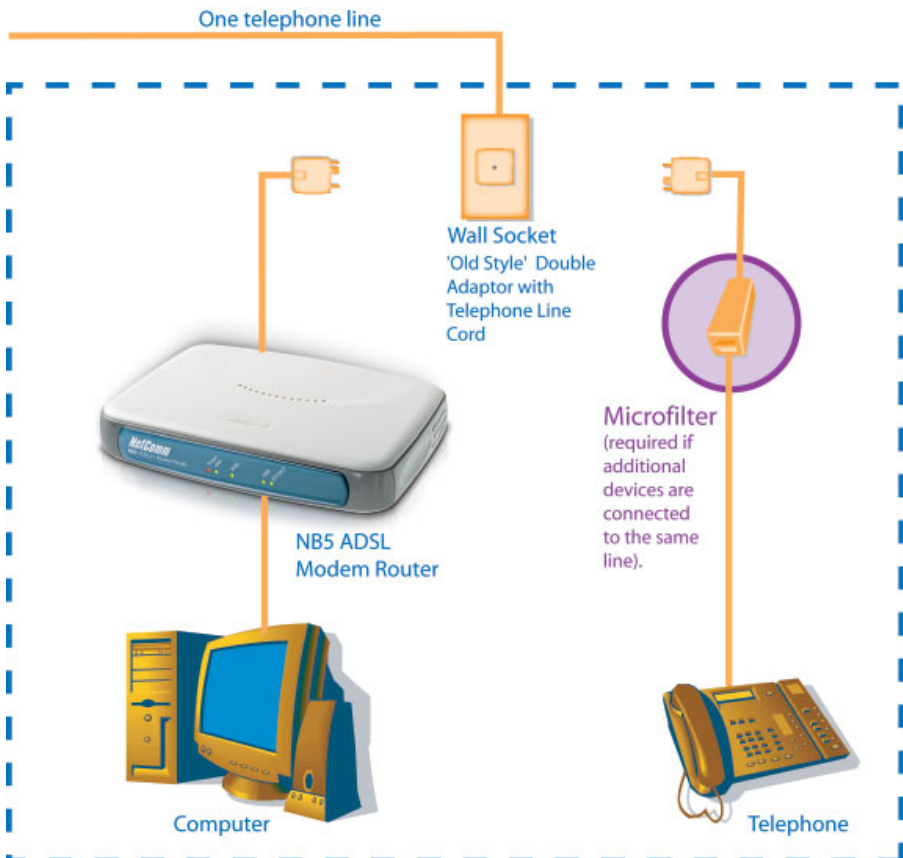 One telephone line
Wall Socket
'Old Style' Double
Adaptor with
Telephone Line
Cord
NetComm
Microfilter
(required if
additional
devices are
connected
to the same
line).
NB5 ADSL
Modem Router
Computer
Telephone